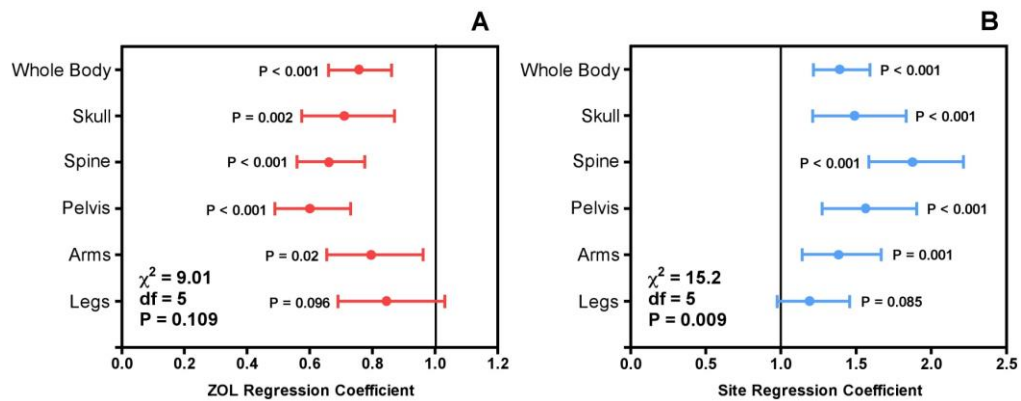 A
Whole Body
P < 0.001
Skull
P = 0.002
Spine
P < 0.001
Pelvis
P < 0.001
Arms
P = 0.02
Legs
P = 0.096
χ² = 9.01
df = 5
P = 0.109
0.0 0.2 0.4 0.6 0.8 1.0 1.2
ZOL Regression Coefficient
B
Whole Body
P < 0.001
Skull
P < 0.001
Spine
P < 0.001
Pelvis
P < 0.001
Arms
P = 0.001
Legs
P = 0.085
χ² = 15.2
df = 5
P = 0.009
0.0 0.5 1.0 1.5 2.0 2.5
Site Regression Coefficient